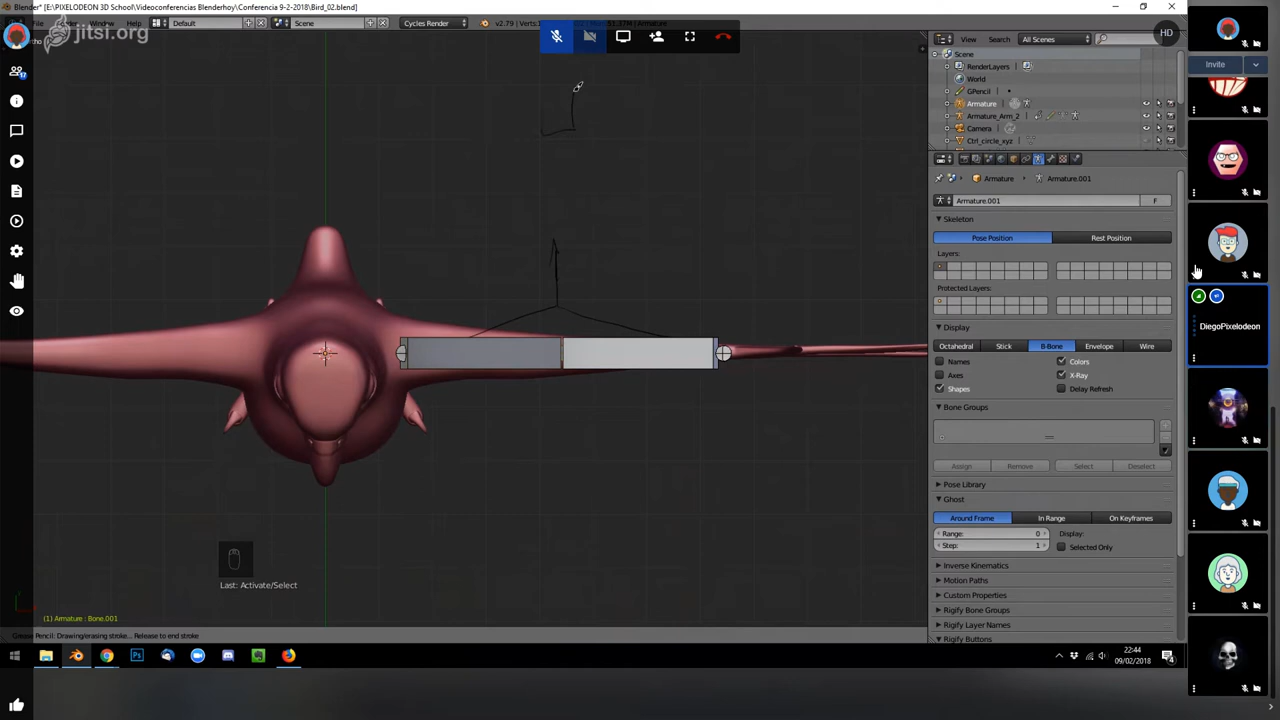 Blender* [E:\PIXELODEON 3D School\Videoconferencias Blenderhoy\Conferencia 9-2-2018\Bird_02.blend]
Window
Help
Default
Scene
Cycles Render
v2.79
jitsi.org
HD
View
Search
All Scenes
Invite
Scene
RenderLayers
World
GPencil
Armature
Armature_Arm_2
Camera
Ctrl_circle_xyz
17
Armature
Armature.001
Armature.001
F
Skeleton
Pose Position
Rest Position
Layers:
Protected Layers:
Display
Octahedral
Stick
B-Bone
Envelope
Wire
Names
Colors
Axes
X-Ray
Shapes
Delay Refresh
Bone Groups
Assign
Remove
Select
Deselect
Pose Library
Ghost
Around Frame
In Range
On Keyframes
Range: 0
Display:
Step: 1
Selected Only
Inverse Kinematics
Motion Paths
Custom Properties
Rigify Bone Groups
Rigify Layer Names
Rigify Buttons
DiegoPixelodeon
Last: Activate/Select
(1) Armature : Bone.001
Grease Pencil: Drawing/erasing stroke... Release to end stroke
22:44
09/02/2018
4